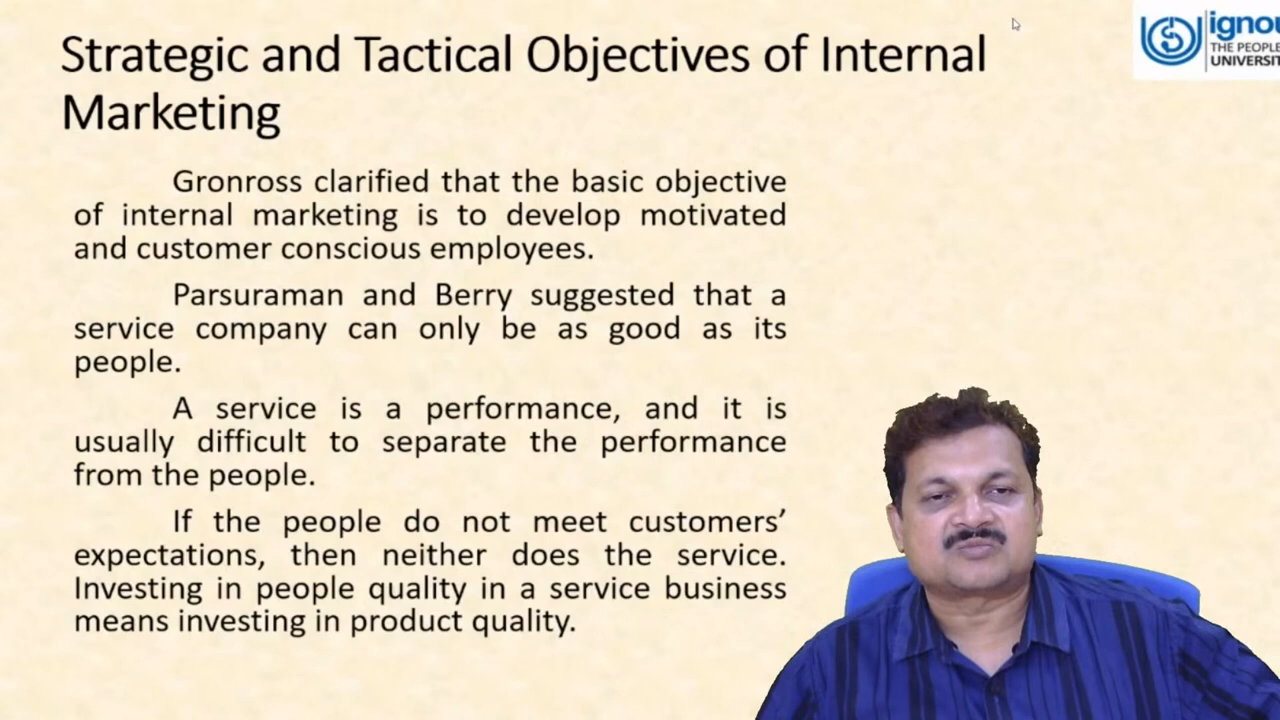 Strategic and Tactical Objectives of Internal
Marketing
ignou
THE PEOPLE
UNIVERSIT
Gronross clarified that the basic objective
of internal marketing is to develop motivated
and customer conscious employees.
Parsuraman and Berry suggested that a
service company can only be as good as its
people.
A service is a performance, and it is
usually difficult to separate the performance
from the people.
If the people do not meet customers’
expectations, then neither does the service.
Investing in people quality in a service business
means investing in product quality.